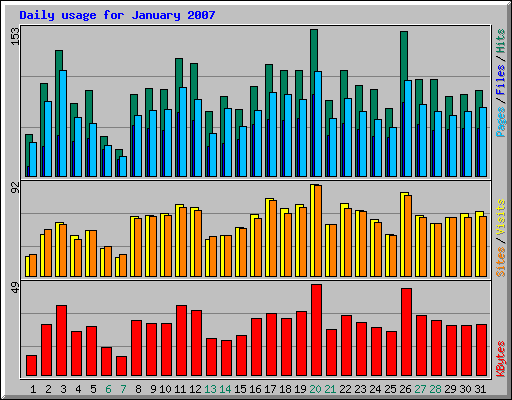 Daily usage for January 2007
153
92
49
Pages / Files / Hits
Sites / Visits
KBytes
1 2 3 4 5 6 7 8 9 10 11 12 13 14 15 16 17 18 19 20 21 22 23 24 25 26 27 28 29 30 31